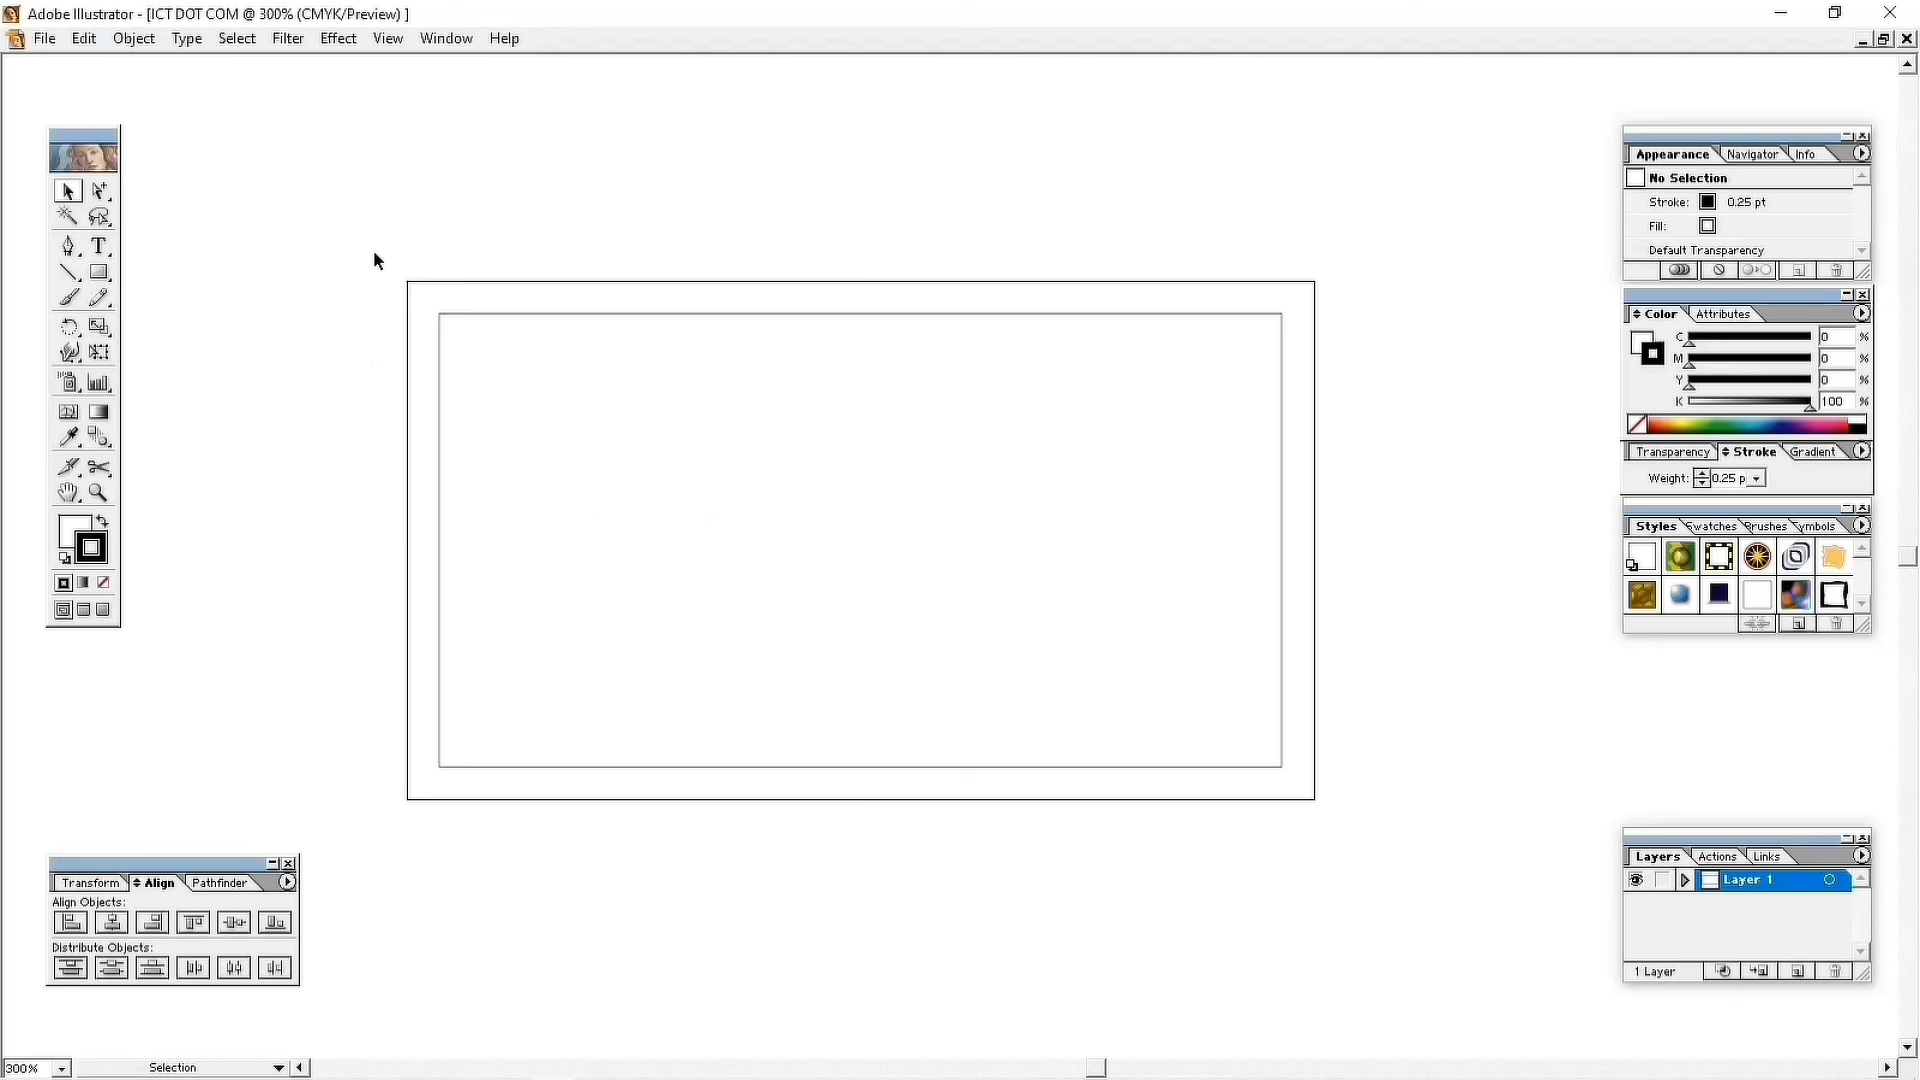 Adobe Illustrator - [ICT DOT COM @ 300% (CMYK/Preview) ]
File Edit Object Type Select Filter Effect View Window Help
Appearance Navigator Info
No Selection
Stroke: 0.25 pt
Fill:
Default Transparency
Color Attributes
C 0 %
M 0 %
Y 0 %
K 100 %
Transparency Stroke Gradient
Weight: 0.25 p
Styles Swatches Brushes Symbols
Transform Align Pathfinder
Align Objects:
Distribute Objects:
Layers Actions Links
Layer 1
1 Layer
300% Selection